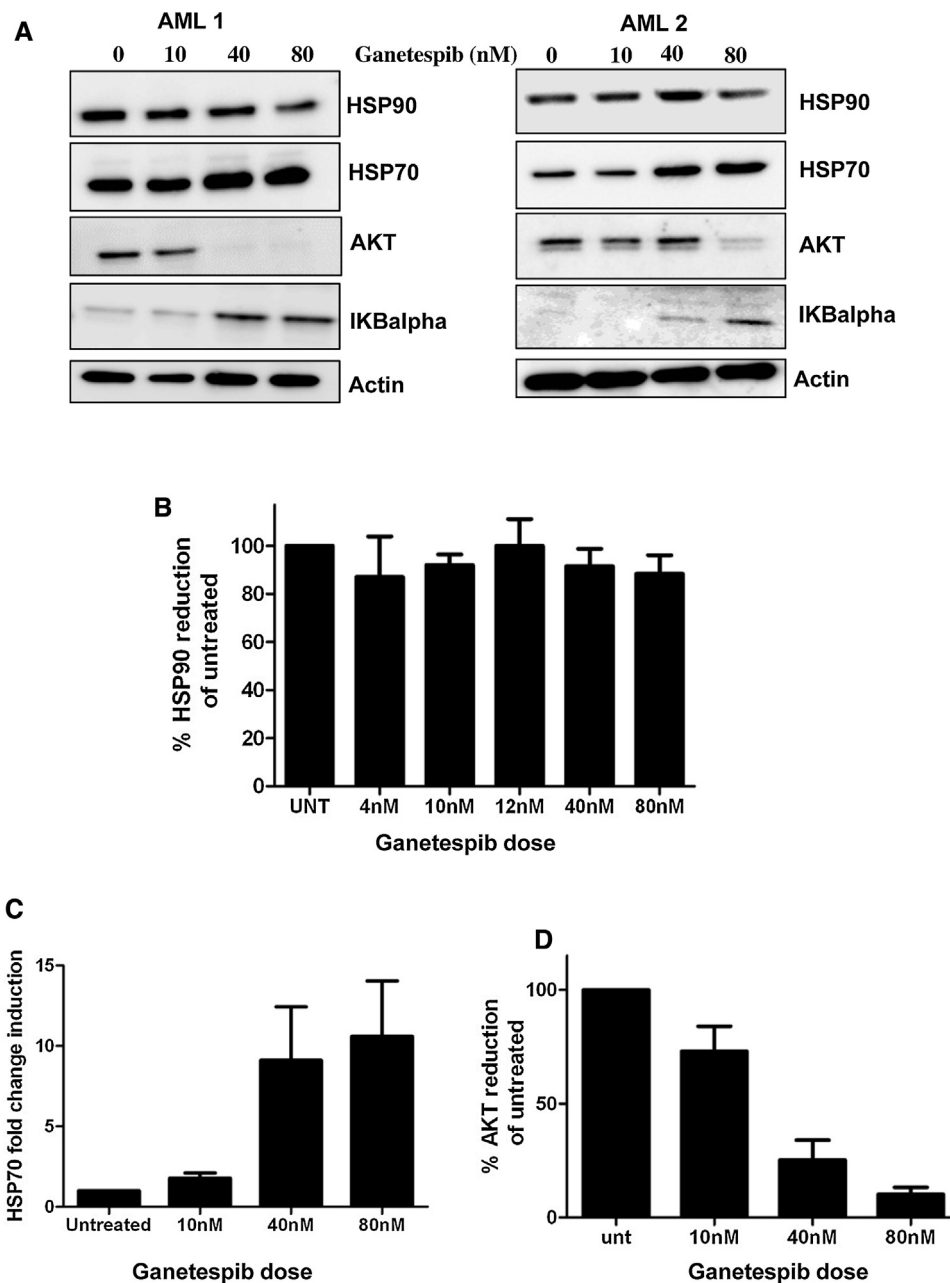 A
AML 1
AML 2
0 10 40 80 Ganetespib (nM) 0 10 40 80
HSP90
HSP70
AKT
IKBalpha
Actin
HSP90
HSP70
AKT
IKBalpha
Actin
B
% HSP90 reduction
of untreated
100
80
60
40
20
0
UNT 4nM 10nM 12nM 40nM 80nM
Ganetespib dose
C
HSP70 fold change induction
15
10
5
0
Untreated 10nM 40nM 80nM
Ganetespib dose
D
% AKT reduction
of untreated
100
50
0
unt 10nM 40nM 80nM
Ganetespib dose